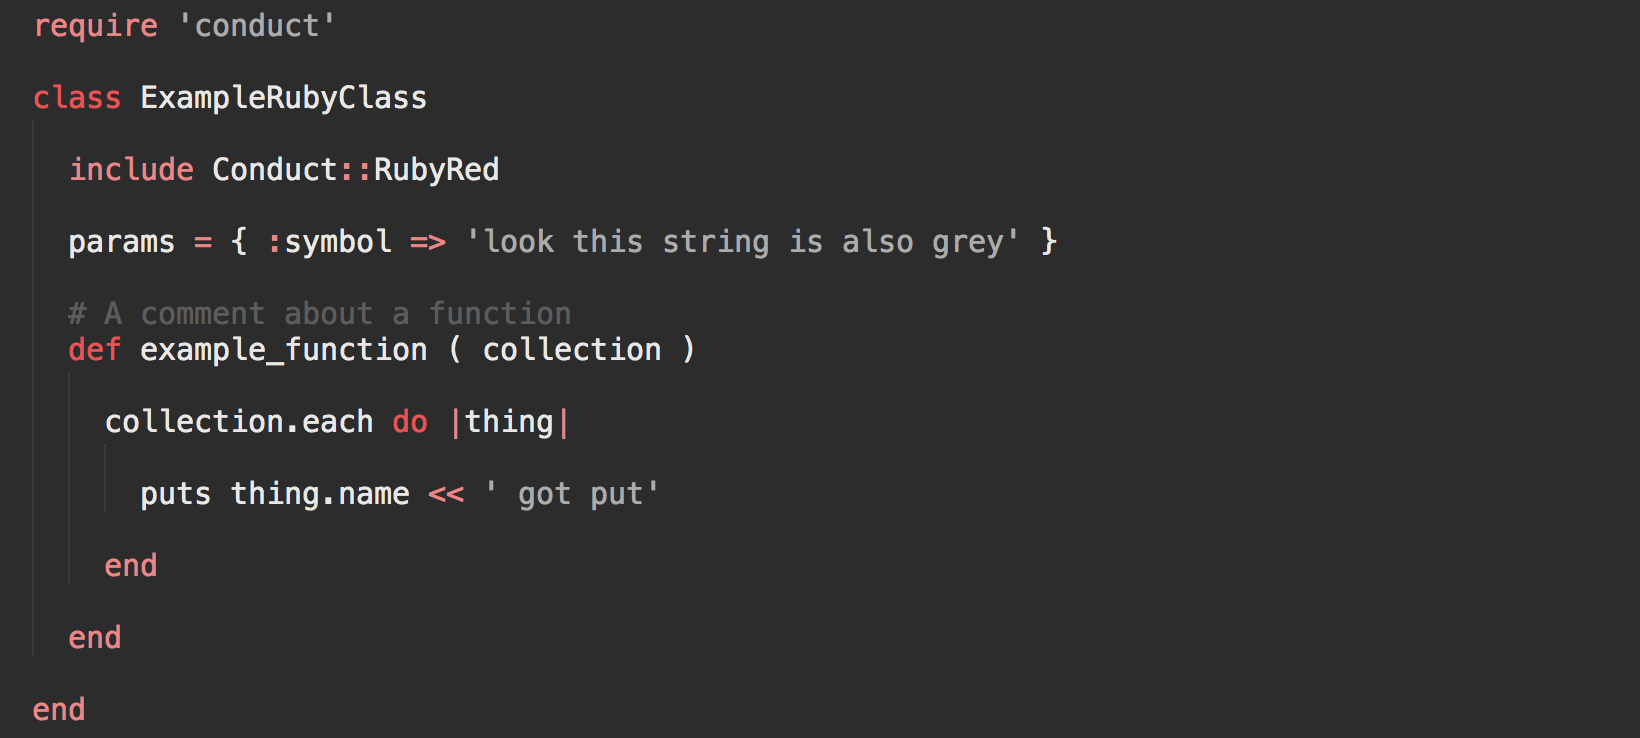 require 'conduct'
class ExampleRubyClass
include Conduct::RubyRed
params = { :symbol => 'look this string is also grey' }
# A comment about a function
def example_function ( collection )
collection.each do |thing|
puts thing.name << ' got put'
end
end
end